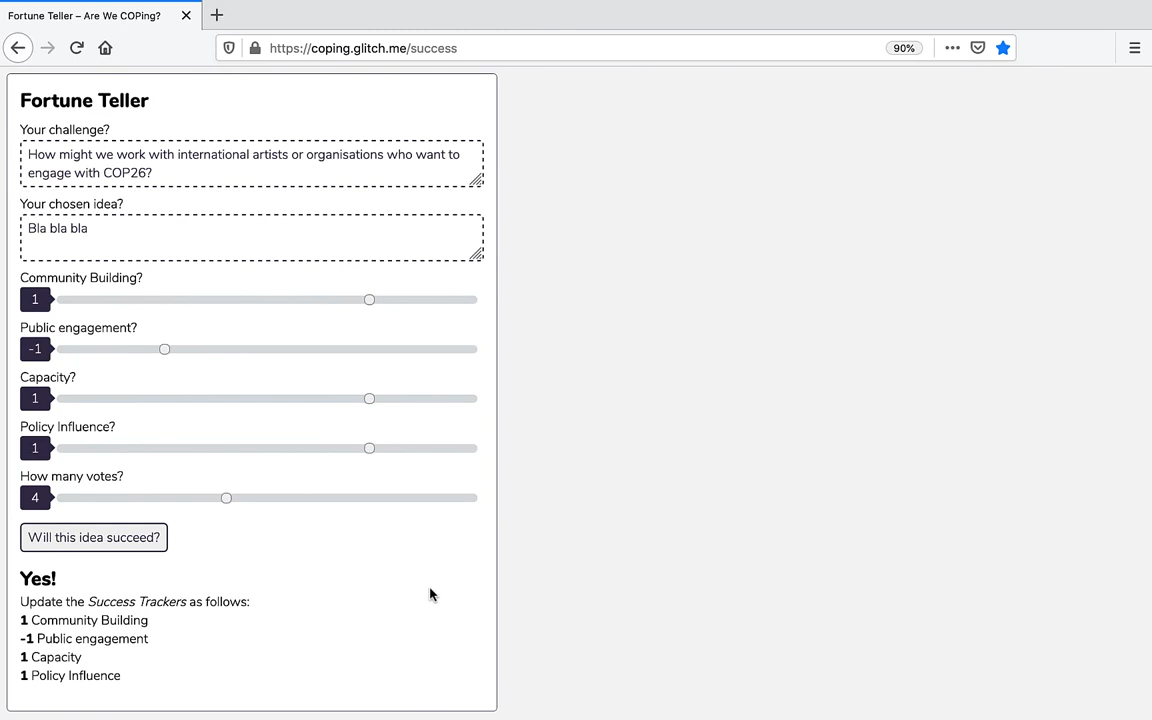 Fortune Teller – Are We COPing?
https://coping.glitch.me/success
90%
Fortune Teller
Your challenge?
How might we work with international artists or organisations who want to
engage with COP26?
Your chosen idea?
Bla bla bla
Community Building?
1
Public engagement?
-1
Capacity?
1
Policy Influence?
1
How many votes?
4
Will this idea succeed?
Yes!
Update the Success Trackers as follows:
1 Community Building
-1 Public engagement
1 Capacity
1 Policy Influence